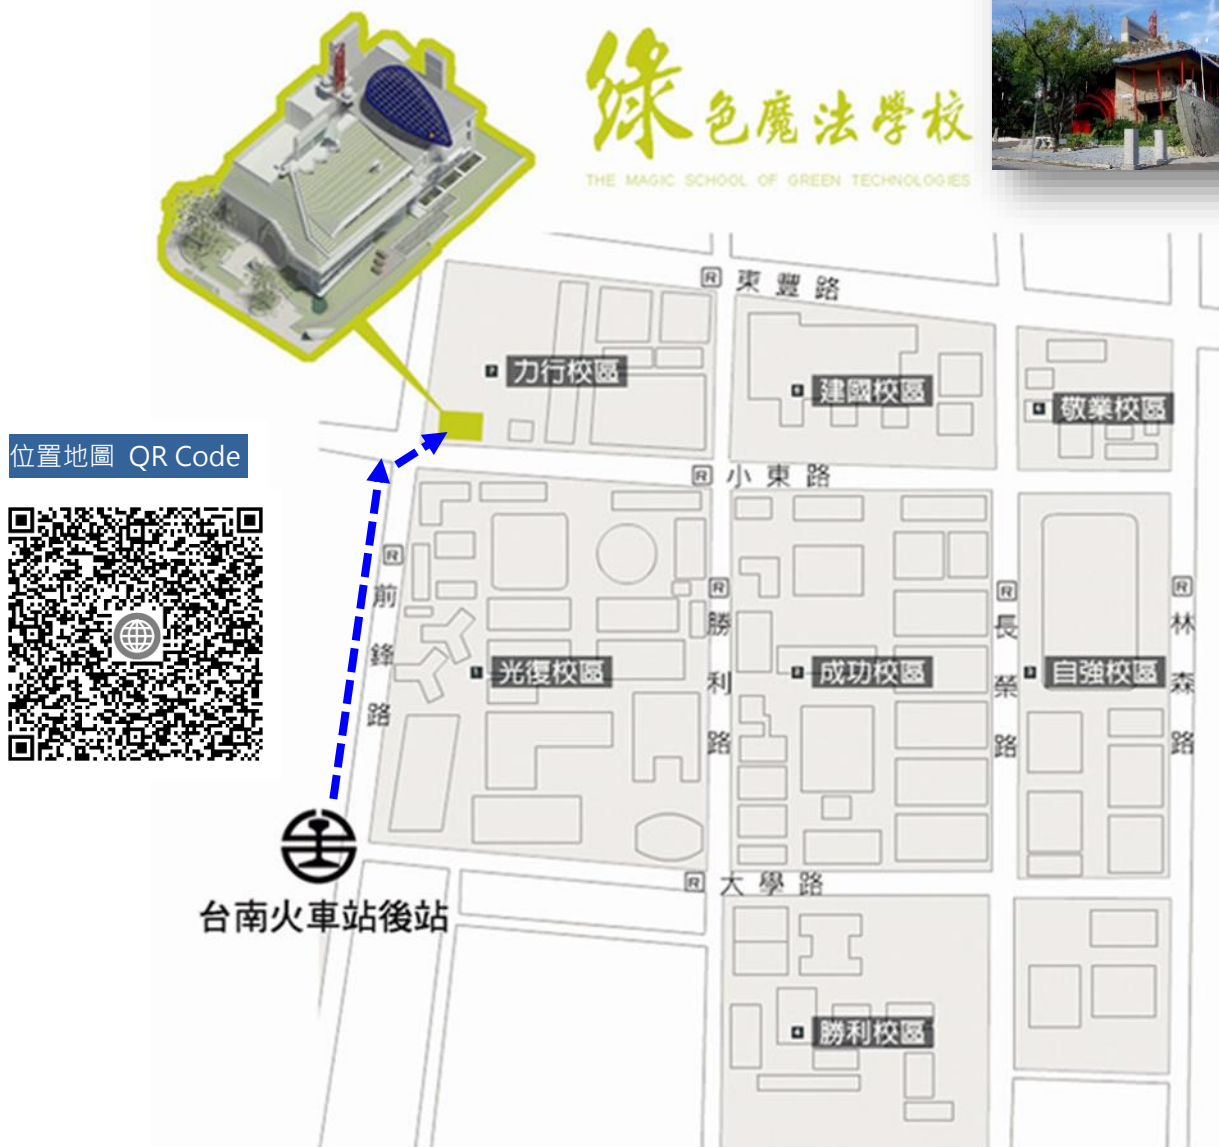 綠色魔法學校
THE MAGIC SCHOOL OF GREEN TECHNOLOGIES
R 東豐路
力行校區
建國校區
敬業校區
位置地圖 QR Code
R 小東路
R 前鋒路
R 勝利路
R 長榮路
R 林森路
光復校區
成功校區
自強校區
R 大學路
台南火車站後站
勝利校區